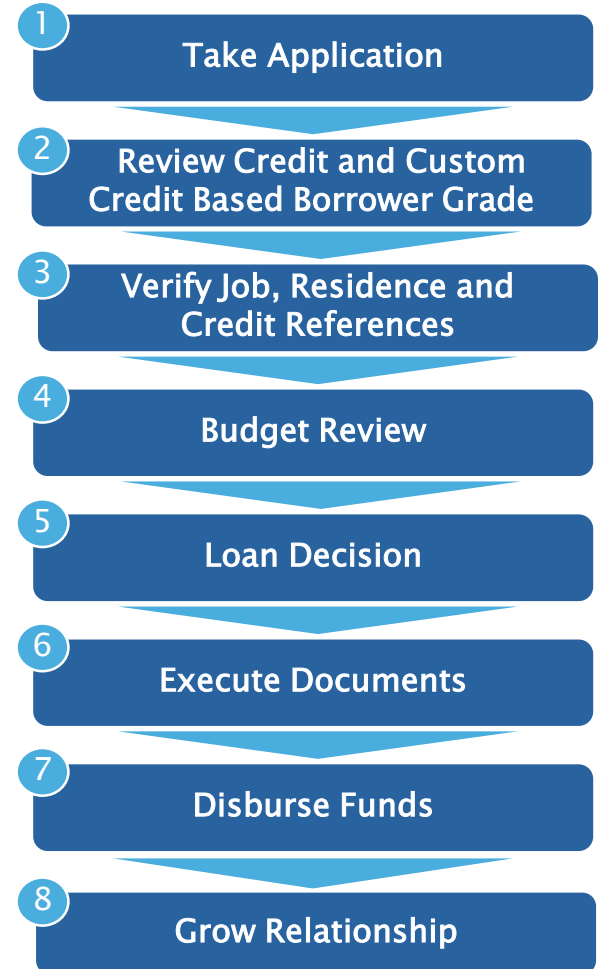 1
Take Application
2
Review Credit and Custom
Credit Based Borrower Grade
3
Verify Job, Residence and
Credit References
4
Budget Review
5
Loan Decision
6
Execute Documents
7
Disburse Funds
8
Grow Relationship